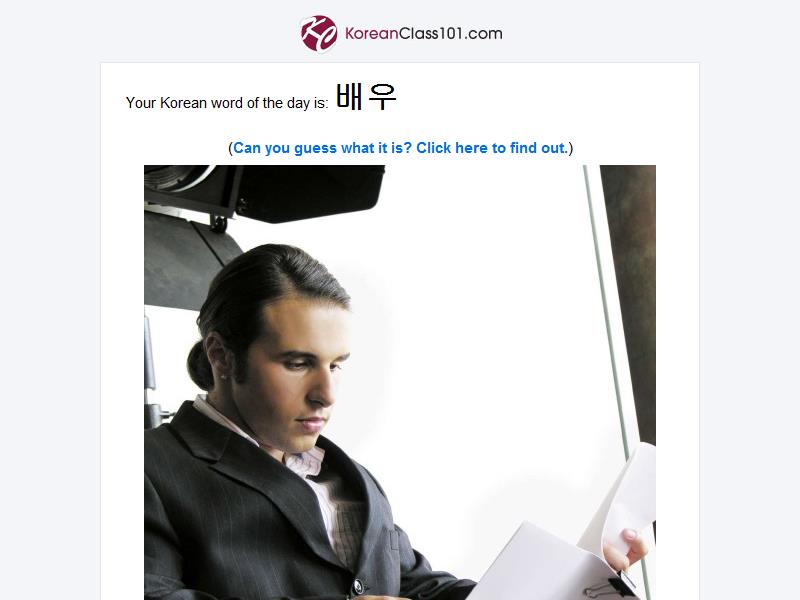 KC KoreanClass101.com
Your Korean word of the day is: 배우
(Can you guess what it is? Click here to find out.)